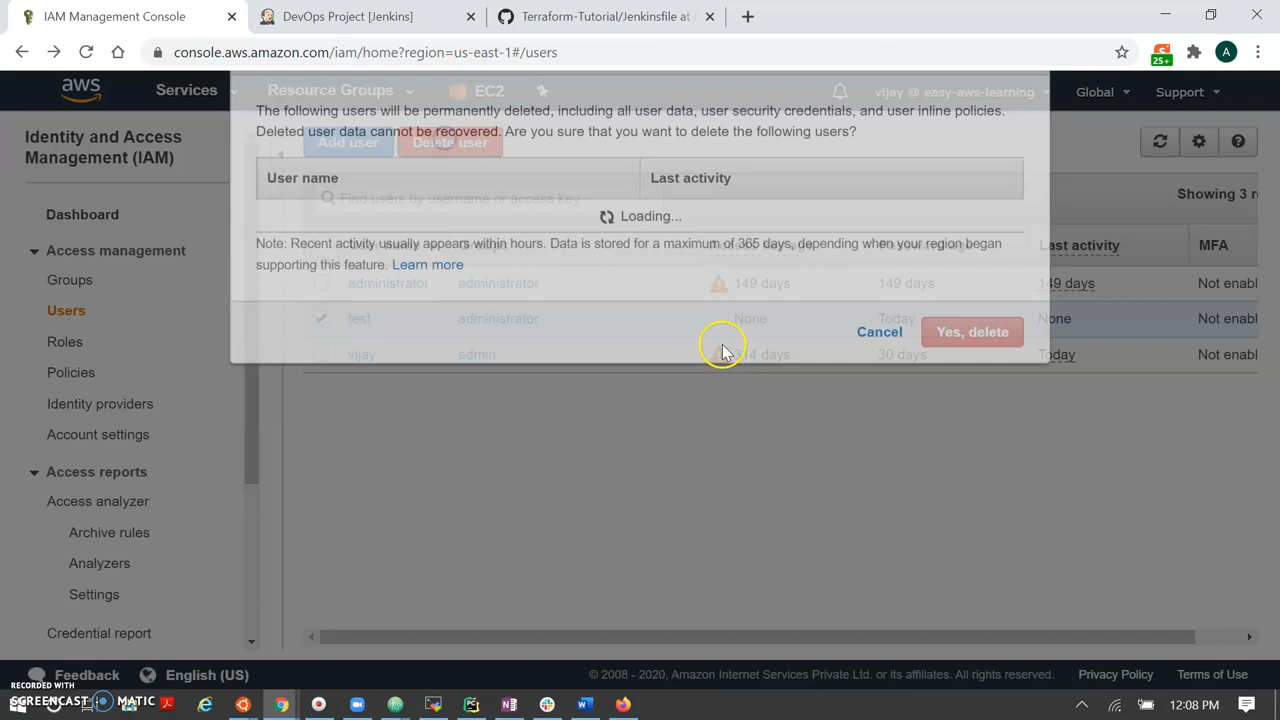 IAM Management Console
DevOps Project [Jenkins]
Terraform-Tutorial/Jenkinsfile at
console.aws.amazon.com/iam/home?region=us-east-1#/users
25+
A
aws
Services
Resource Groups
EC2
vijay @ easy-aws-learning
Global
Support
Identity and Access
Management (IAM)
Dashboard
Access management
Groups
Users
Roles
Policies
Identity providers
Account settings
Access reports
Access analyzer
Archive rules
Analyzers
Settings
Credential report
The following users will be permanently deleted, including all user data, user security credentials, and user inline policies.
Deleted user data cannot be recovered. Are you sure that you want to delete the following users?
Add user
Delete user
User name
Last activity
Find users by username or access key
Showing 3 re
Loading...
Note: Recent activity usually appears within hours. Data is stored for a maximum of 365 days, depending when your region began
supporting this feature. Learn more
Last activity
MFA
administrator
administrator
149 days
149 days
149 days
Not enabl
test
administrator
None
Today
None
Not enabl
Cancel
Yes, delete
vijay
admin
314 days
30 days
Today
Not enabl
Feedback
English (US)
© 2008 - 2020, Amazon Internet Services Private Ltd. or its affiliates. All rights reserved.
Privacy Policy
Terms of Use
RECORDED WITH
SCREENCAST MATIC
12:08 PM